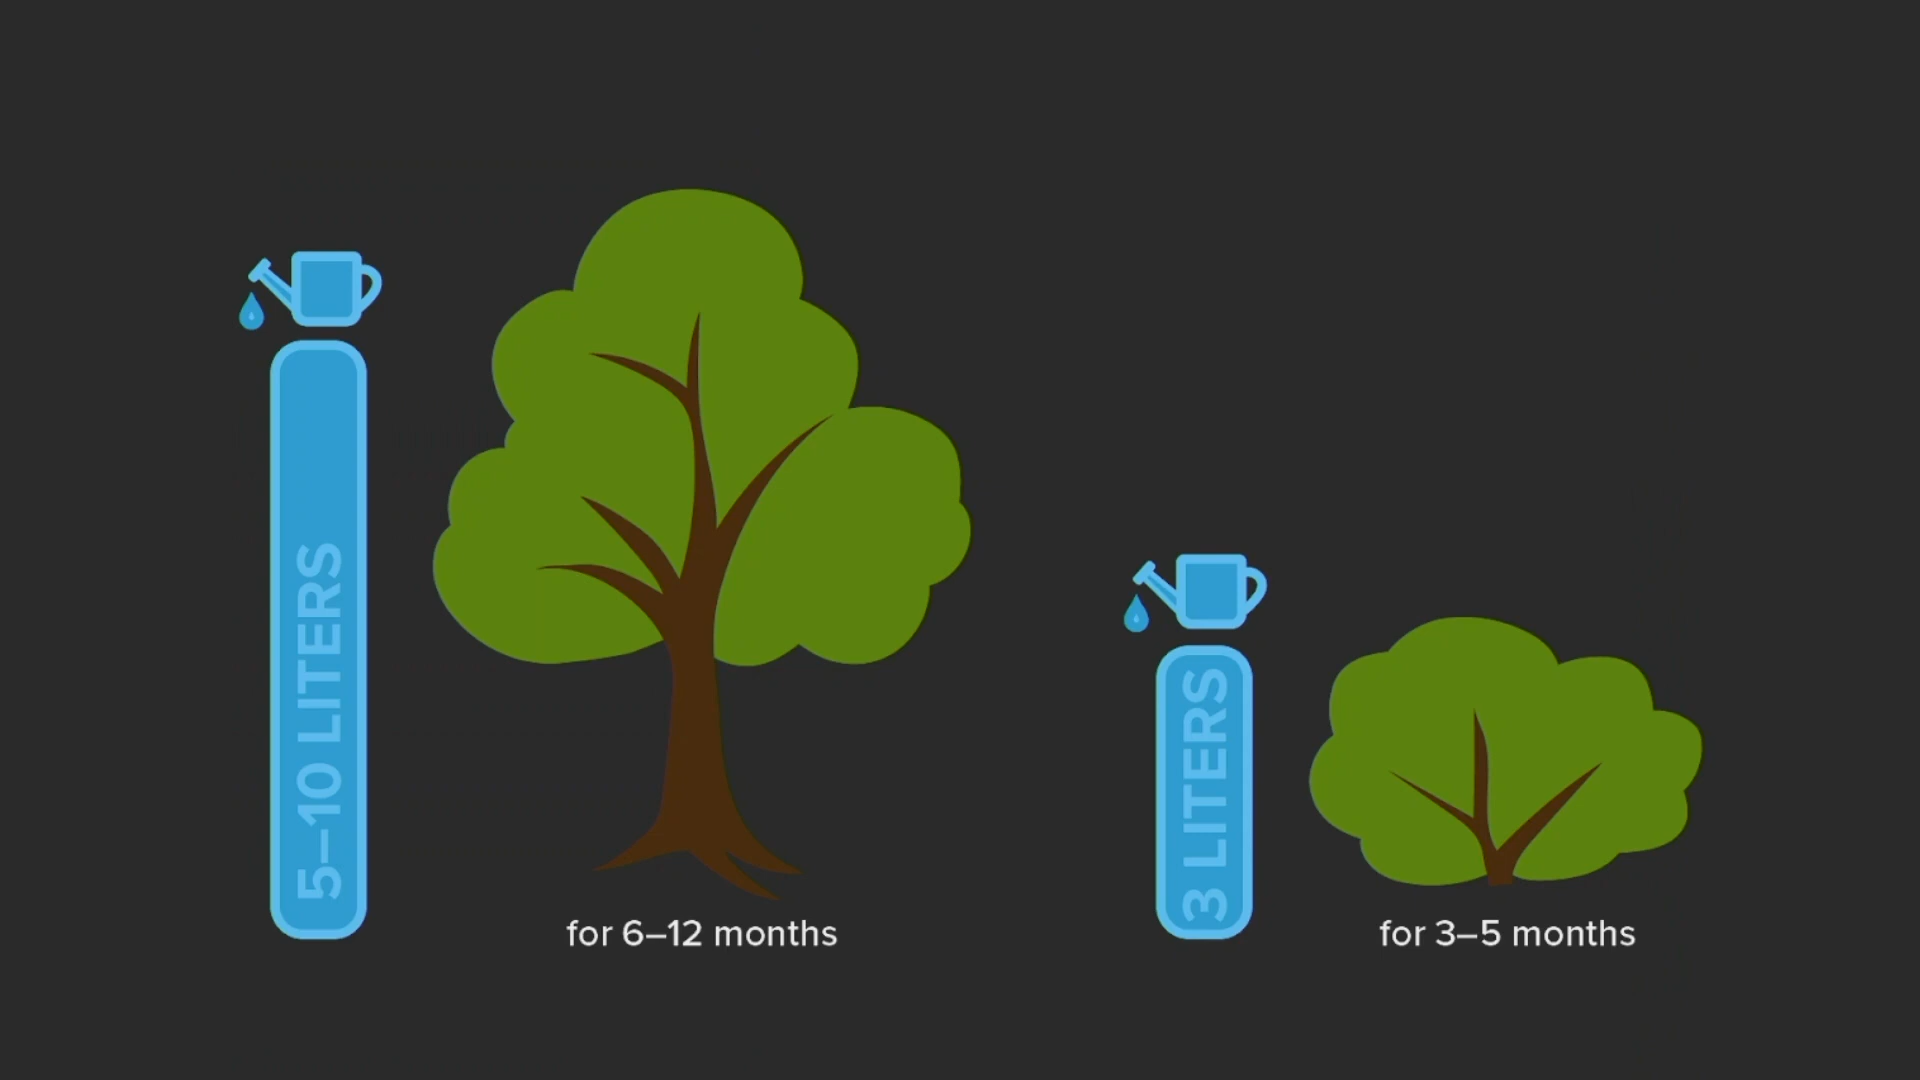 5–10 LITERS
for 6–12 months
3 LITERS
for 3–5 months